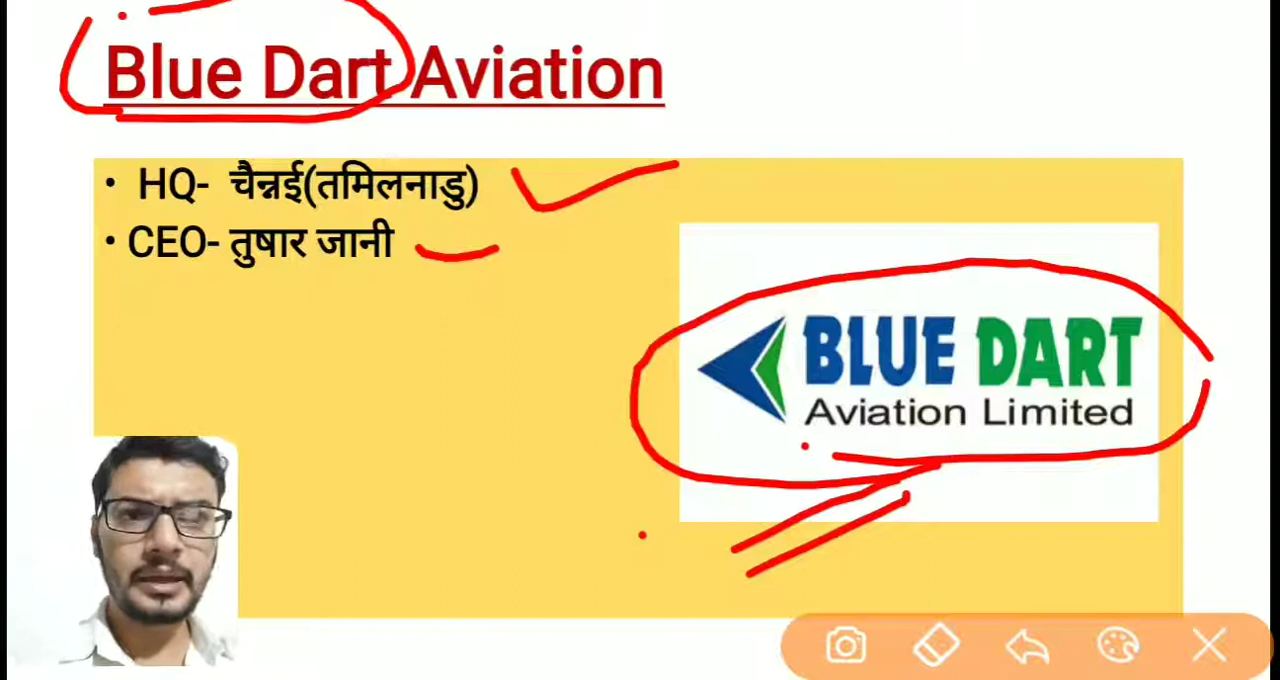 Blue Dart Aviation
• HQ- चैन्नई(तमिलनाडु)
• CEO- तुषार जानी
BLUE DART
Aviation Limited